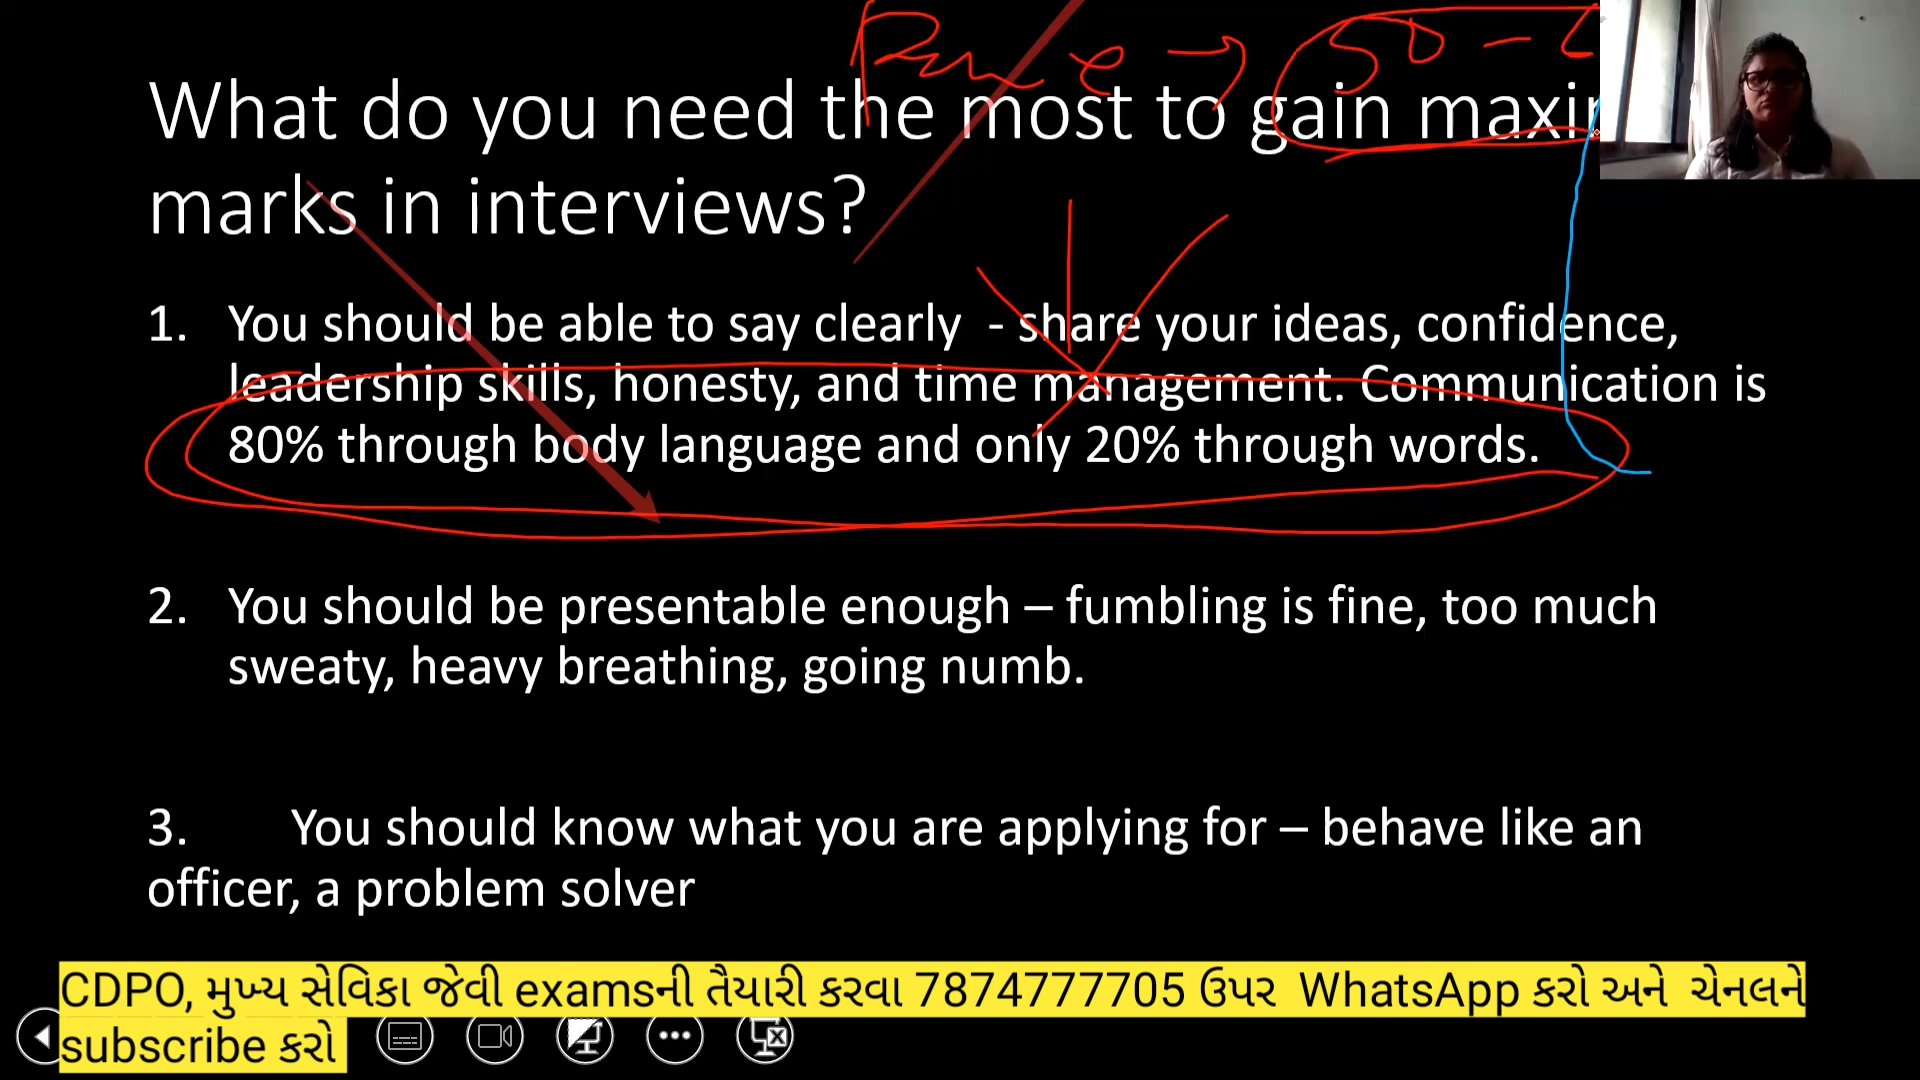 What do you need the most to gain maxi
marks in interviews?
1. You should be able to say clearly - share your ideas, confidence,
leadership skills, honesty, and time management. Communication is
80% through body language and only 20% through words.
2. You should be presentable enough – fumbling is fine, too much
sweaty, heavy breathing, going numb.
3. You should know what you are applying for – behave like an
officer, a problem solver
CDPO, મુખ્ય સેવિકા જેવી examsની તૈયારી કરવા 7874777705 ઉપર WhatsApp કરો અને ચેનલને
subscribe કરો